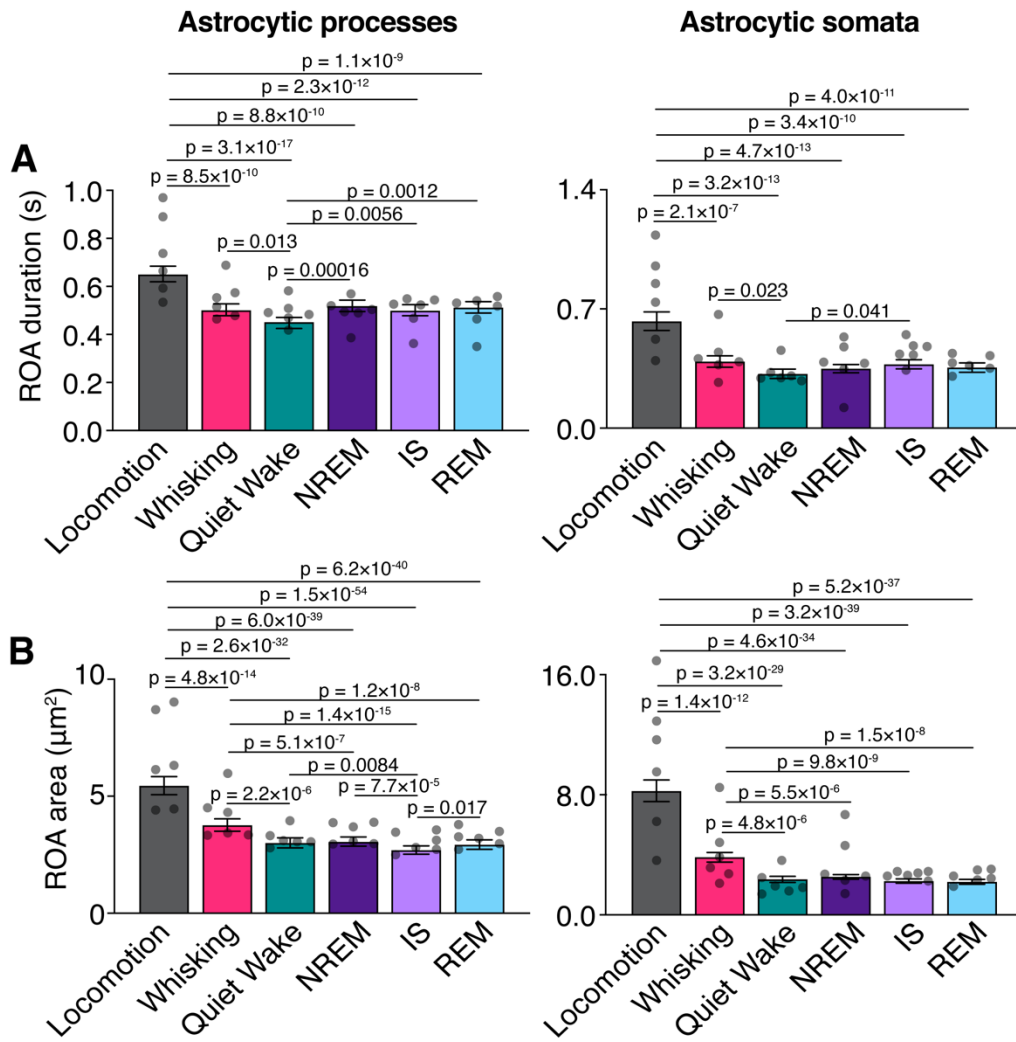 Astrocytic processes
Astrocytic somata
A
p = 1.1×10⁻⁹
p = 2.3×10⁻¹²
p = 8.8×10⁻¹⁰
p = 3.1×10⁻¹⁷
p = 8.5×10⁻¹⁰
p = 0.0012
p = 0.0056
p = 0.013
p = 0.00016
ROA duration (s)
1.0
0.8
0.6
0.4
0.2
0.0
Locomotion
Whisking
Quiet Wake
NREM
IS
REM
p = 4.0×10⁻¹¹
p = 3.4×10⁻¹⁰
p = 4.7×10⁻¹³
p = 3.2×10⁻¹³
p = 2.1×10⁻⁷
p = 0.023
p = 0.041
1.4
0.7
0.0
Locomotion
Whisking
Quiet Wake
NREM
IS
REM
B
p = 6.2×10⁻⁴⁰
p = 1.5×10⁻⁵⁴
p = 6.0×10⁻³⁹
p = 2.6×10⁻³²
p = 4.8×10⁻¹⁴
p = 1.2×10⁻⁸
p = 1.4×10⁻¹⁵
p = 5.1×10⁻⁷
p = 0.0084
p = 2.2×10⁻⁶
p = 7.7×10⁻⁵
p = 0.017
ROA area (µm²)
10
5
0
Locomotion
Whisking
Quiet Wake
NREM
IS
REM
p = 5.2×10⁻³⁷
p = 3.2×10⁻³⁹
p = 4.6×10⁻³⁴
p = 3.2×10⁻²⁹
p = 1.4×10⁻¹²
p = 1.5×10⁻⁸
p = 9.8×10⁻⁹
p = 5.5×10⁻⁶
p = 4.8×10⁻⁶
16.0
8.0
0.0
Locomotion
Whisking
Quiet Wake
NREM
IS
REM